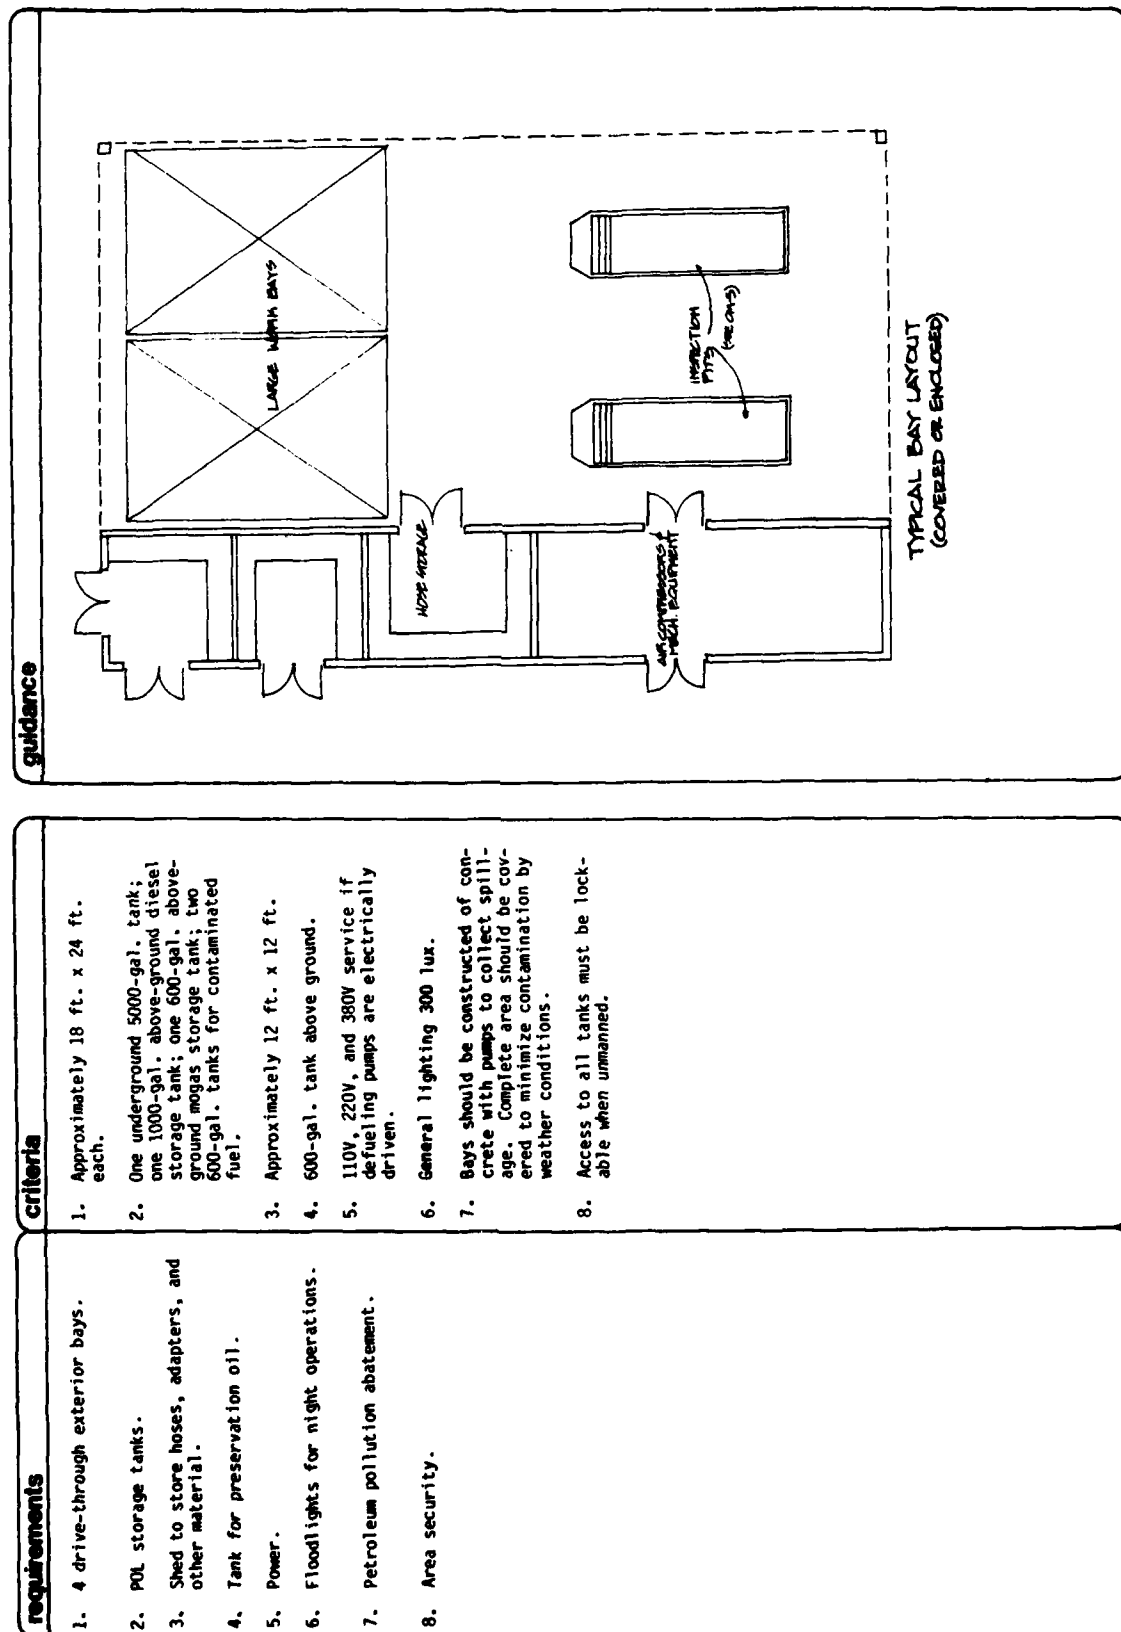 requirements
1. 4 drive-through exterior bays.
2. POL storage tanks.
3. Shed to store hoses, adapters, and
other material.
4. Tank for preservation oil.
5. Power.
6. Floodlights for night operations.
7. Petroleum pollution abatement.
8. Area security.
criteria
1. Approximately 18 ft. x 24 ft.
each.
2. One underground 5000-gal. tank;
one 1000-gal. above-ground diesel
storage tank; one 600-gal. above-
ground mogas storage tank; two
600-gal. tanks for contaminated
fuel.
3. Approximately 12 ft. x 12 ft.
4. 600-gal. tank above ground.
5. 110V, 220V, and 380V service if
defueling pumps are electrically
driven.
6. General lighting 300 lux.
7. Bays should be constructed of con-
crete with pumps to collect spill-
age. Complete area should be cov-
ered to minimize contamination by
weather conditions.
8. Access to all tanks must be lock-
able when unmanned.
guidance
LARGE WORK BAYS
HOSE STORAGE
INSPECTION
PITS
AIR COMPRESSORS &
MECH. EQUIPMENT
TYPICAL BAY LAYOUT
(COVERED OR ENCLOSED)